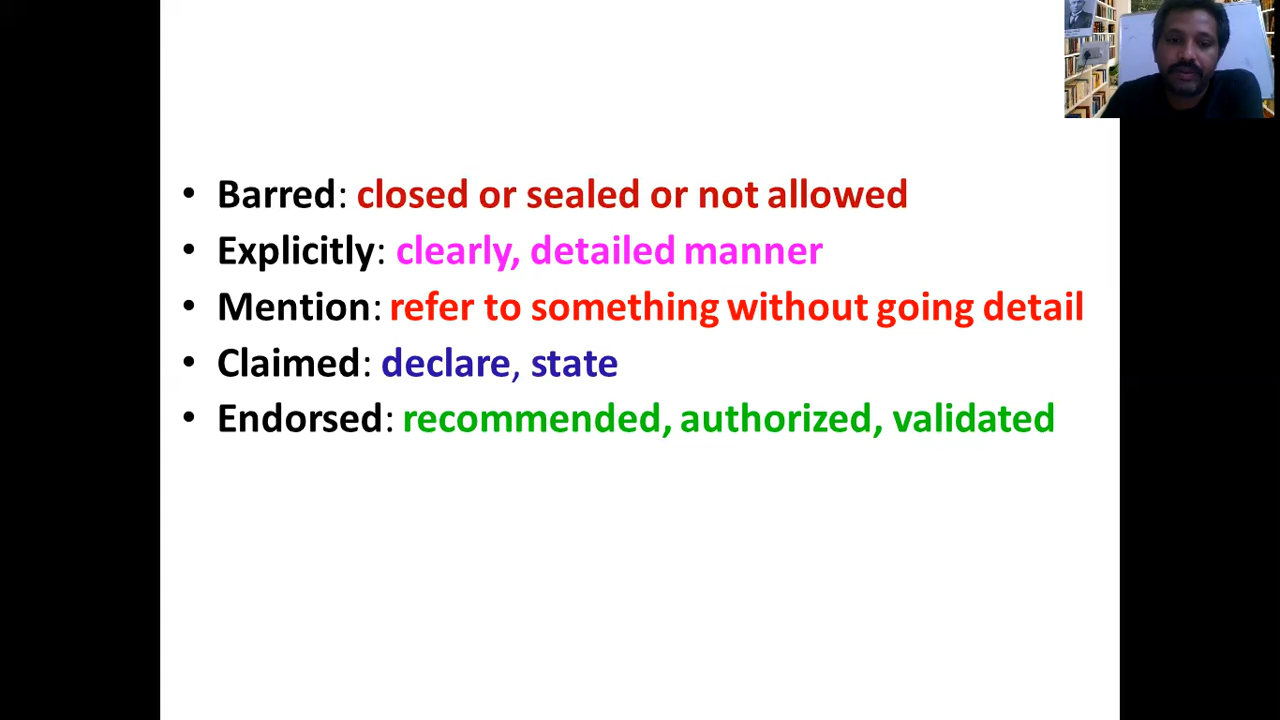 • Barred: closed or sealed or not allowed
• Explicitly: clearly, detailed manner
• Mention: refer to something without going detail
• Claimed: declare, state
• Endorsed: recommended, authorized, validated